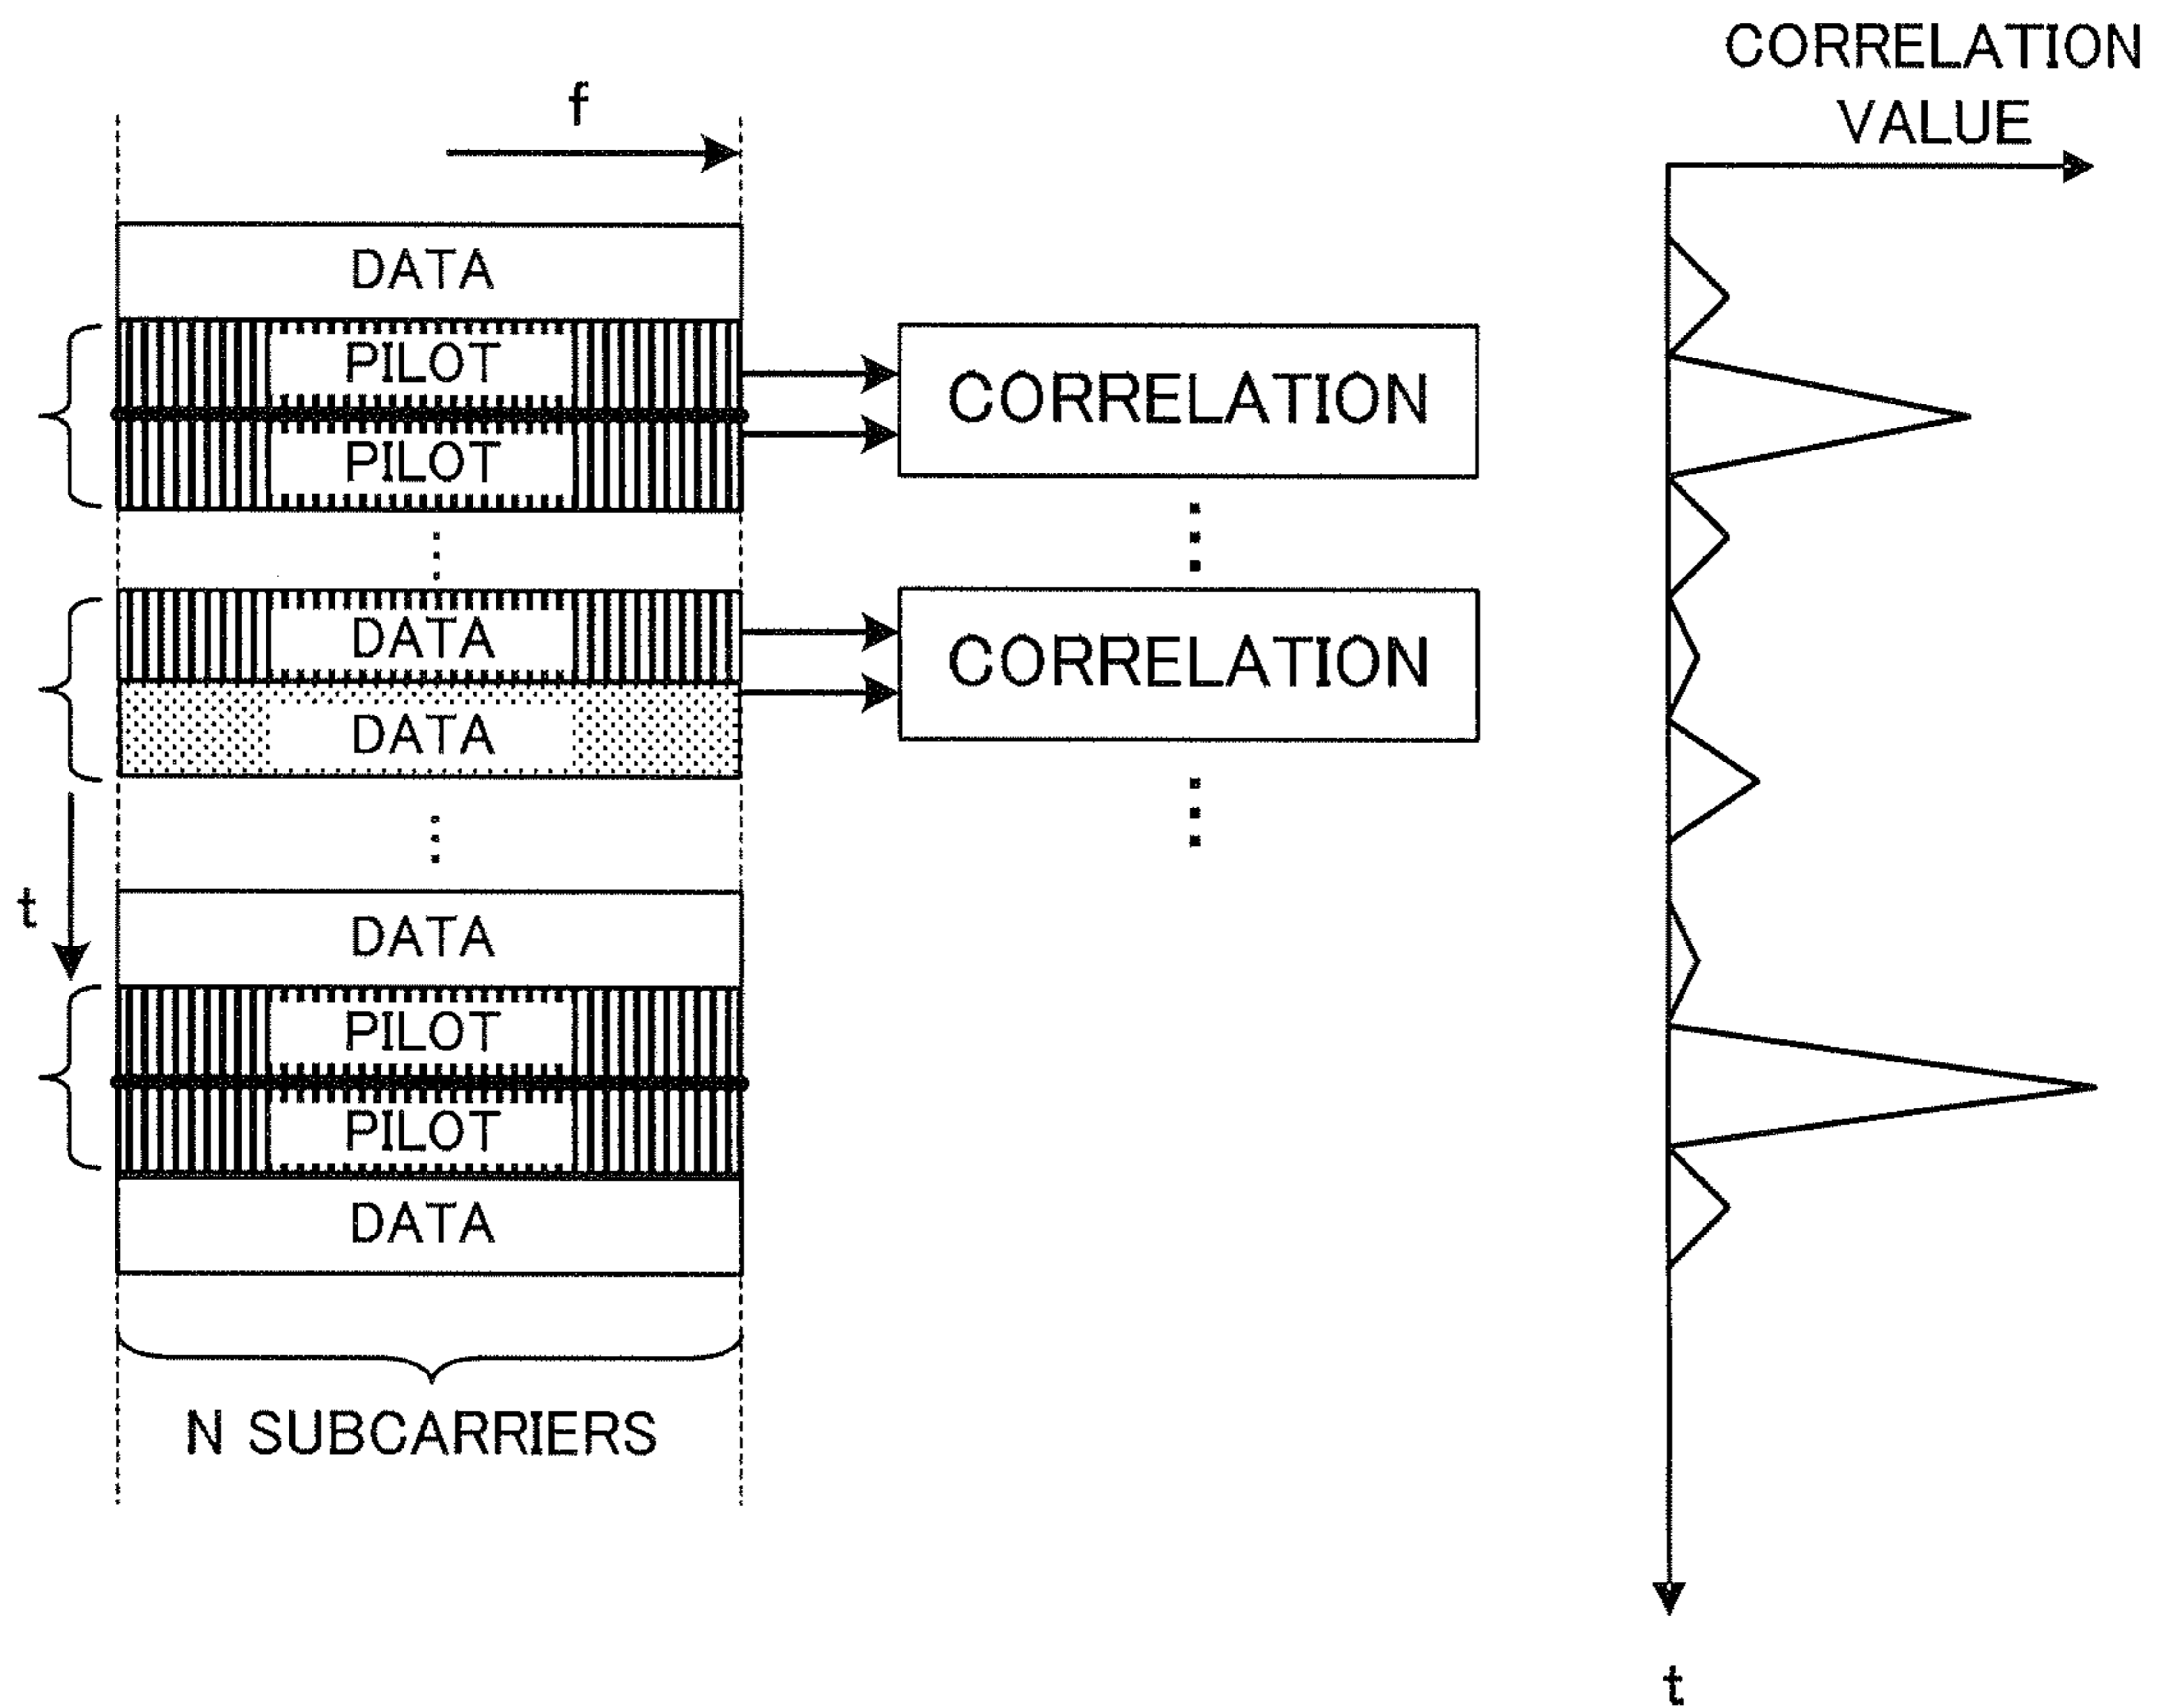 CORRELATION
VALUE
f
DATA
PILOT
CORRELATION
PILOT
DATA
CORRELATION
DATA
t
DATA
PILOT
PILOT
DATA
N SUBCARRIERS
t